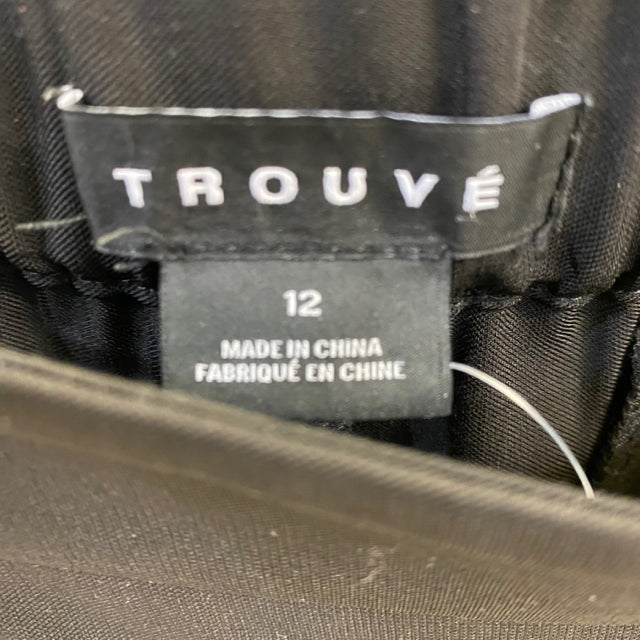 TROUVÉ
12
MADE IN CHINA
FABRIQUÉ EN CHINE